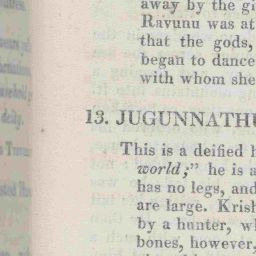 away by the gi
Ravunu was at
that the gods,
began to dance
with whom she
13. JUGUNNATHU
This is a deified h
world," he is a
has no legs, and
are large. Krish
by a hunter, wh
bones, however,